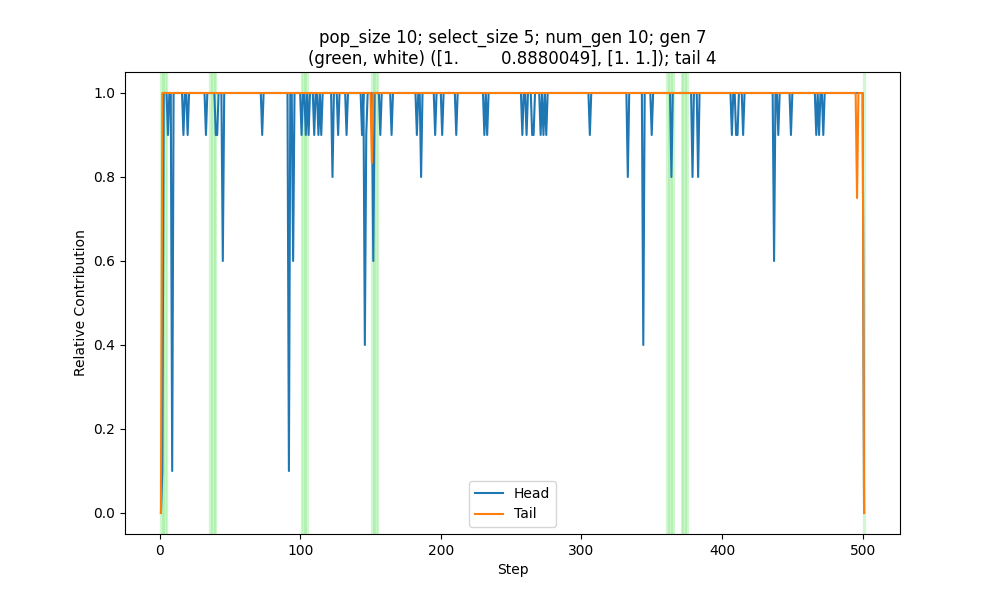 pop_size 10; select_size 5; num_gen 10; gen 7
(green, white) ([1.        0.8880049], [1. 1.]); tail 4
1.0
0.8
0.6
0.4
0.2
0.0
Relative Contribution
Head
Tail
0
100
200
300
400
500
Step